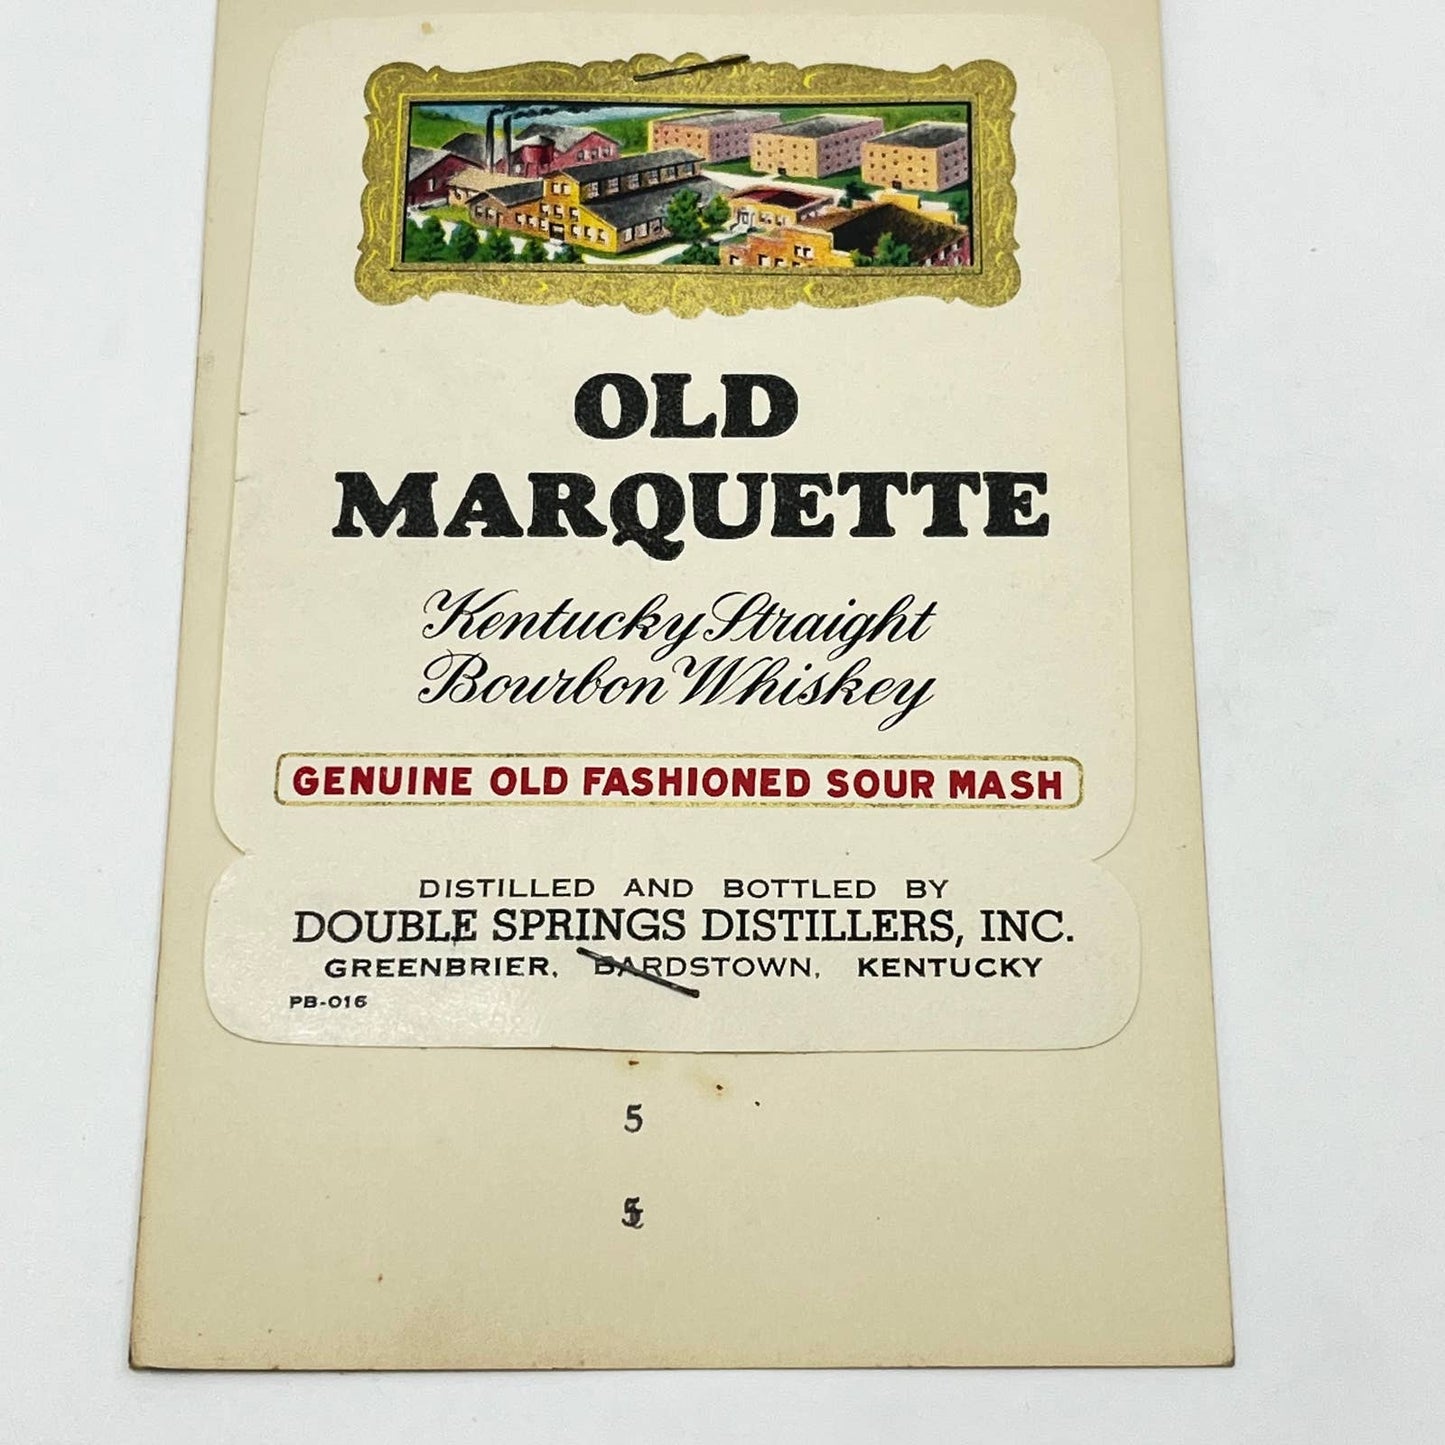 OLD
MARQUETTE
Kentucky Straight
Bourbon Whiskey
GENUINE OLD FASHIONED SOUR MASH
DISTILLED AND BOTTLED BY
DOUBLE SPRINGS DISTILLERS, INC.
GREENBRIER, BARDSTOWN, KENTUCKY
PB-016
5